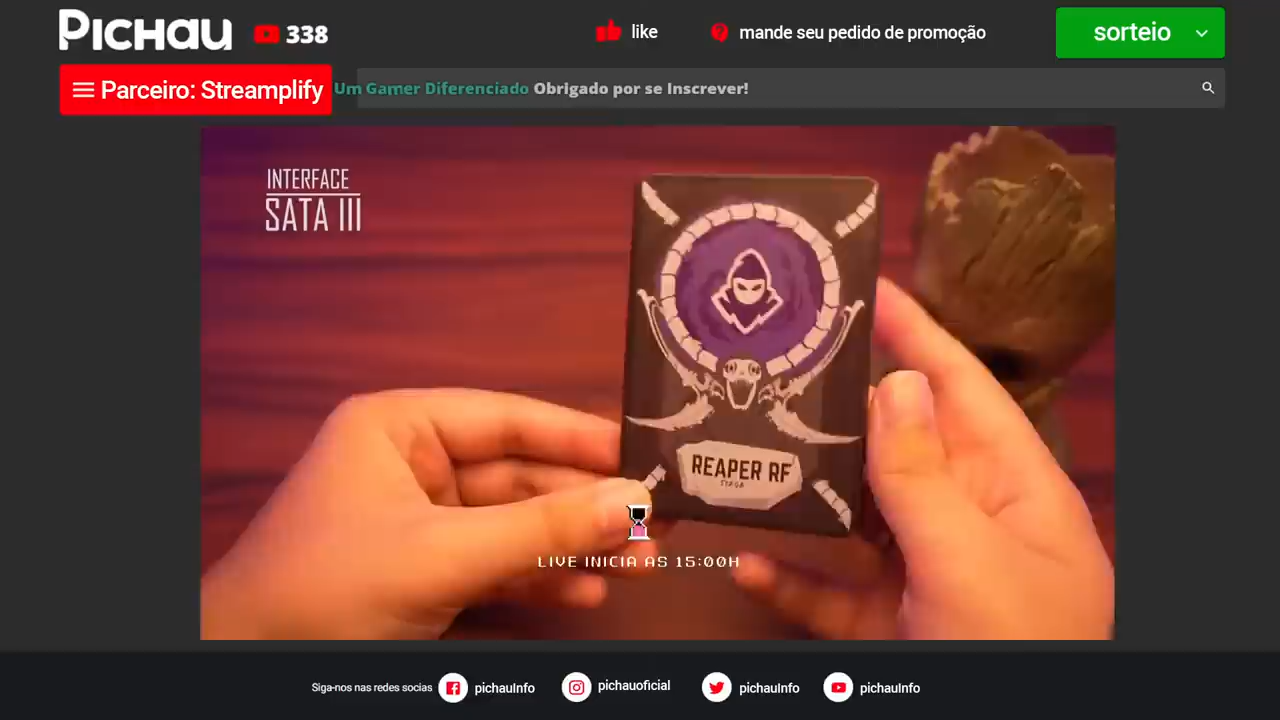 PICHAU
338
like
mande seu pedido de promoção
sorteio
Parceiro: Streamplify
Um Gamer Diferenciado Obrigado por se Inscrever!
INTERFACE
SATA III
REAPER RF
LIVE INICIA AS 15:00H
Siga-nos nas redes socias
pichauInfo
pichauoficial
pichauInfo
pichauInfo